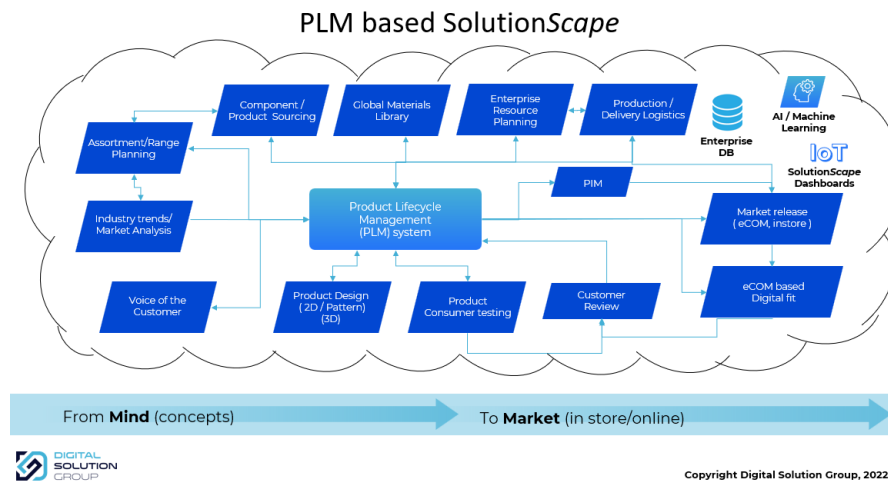 PLM based SolutionScape
Component /
Product Sourcing
Global Materials
Library
Enterprise
Resource
Planning
Production /
Delivery Logistics
Enterprise
DB
AI / Machine
Learning
IoT
SolutionScape
Dashboards
Assortment/Range
Planning
PIM
Industry trends/
Market Analysis
Product Lifecycle
Management
(PLM) system
Market release
( eCOM, instore )
Voice of the
Customer
Product Design
( 2D / Pattern)
(3D)
Product
Consumer testing
Customer
Review
eCOM based
Digital fit
From Mind (concepts)
To Market (in store/online)
DIGITAL
SOLUTION
GROUP
Copyright Digital Solution Group, 2022